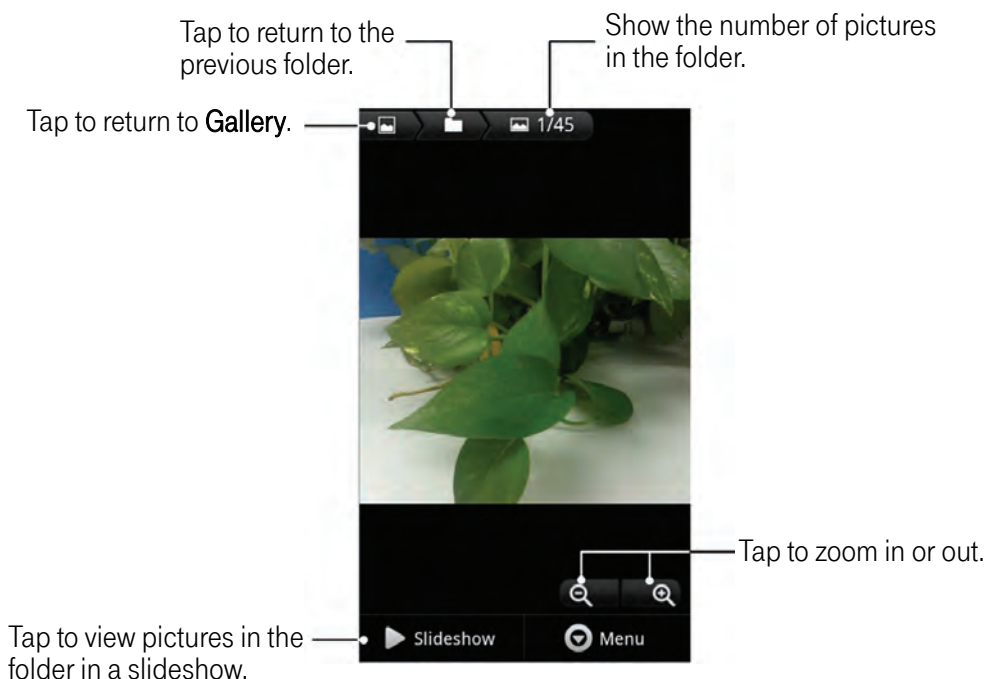 Tap to return to the
previous folder.
Show the number of pictures
in the folder.
Tap to return to Gallery.
1/45
Tap to zoom in or out.
Tap to view pictures in the
folder in a slideshow.
Slideshow
Menu